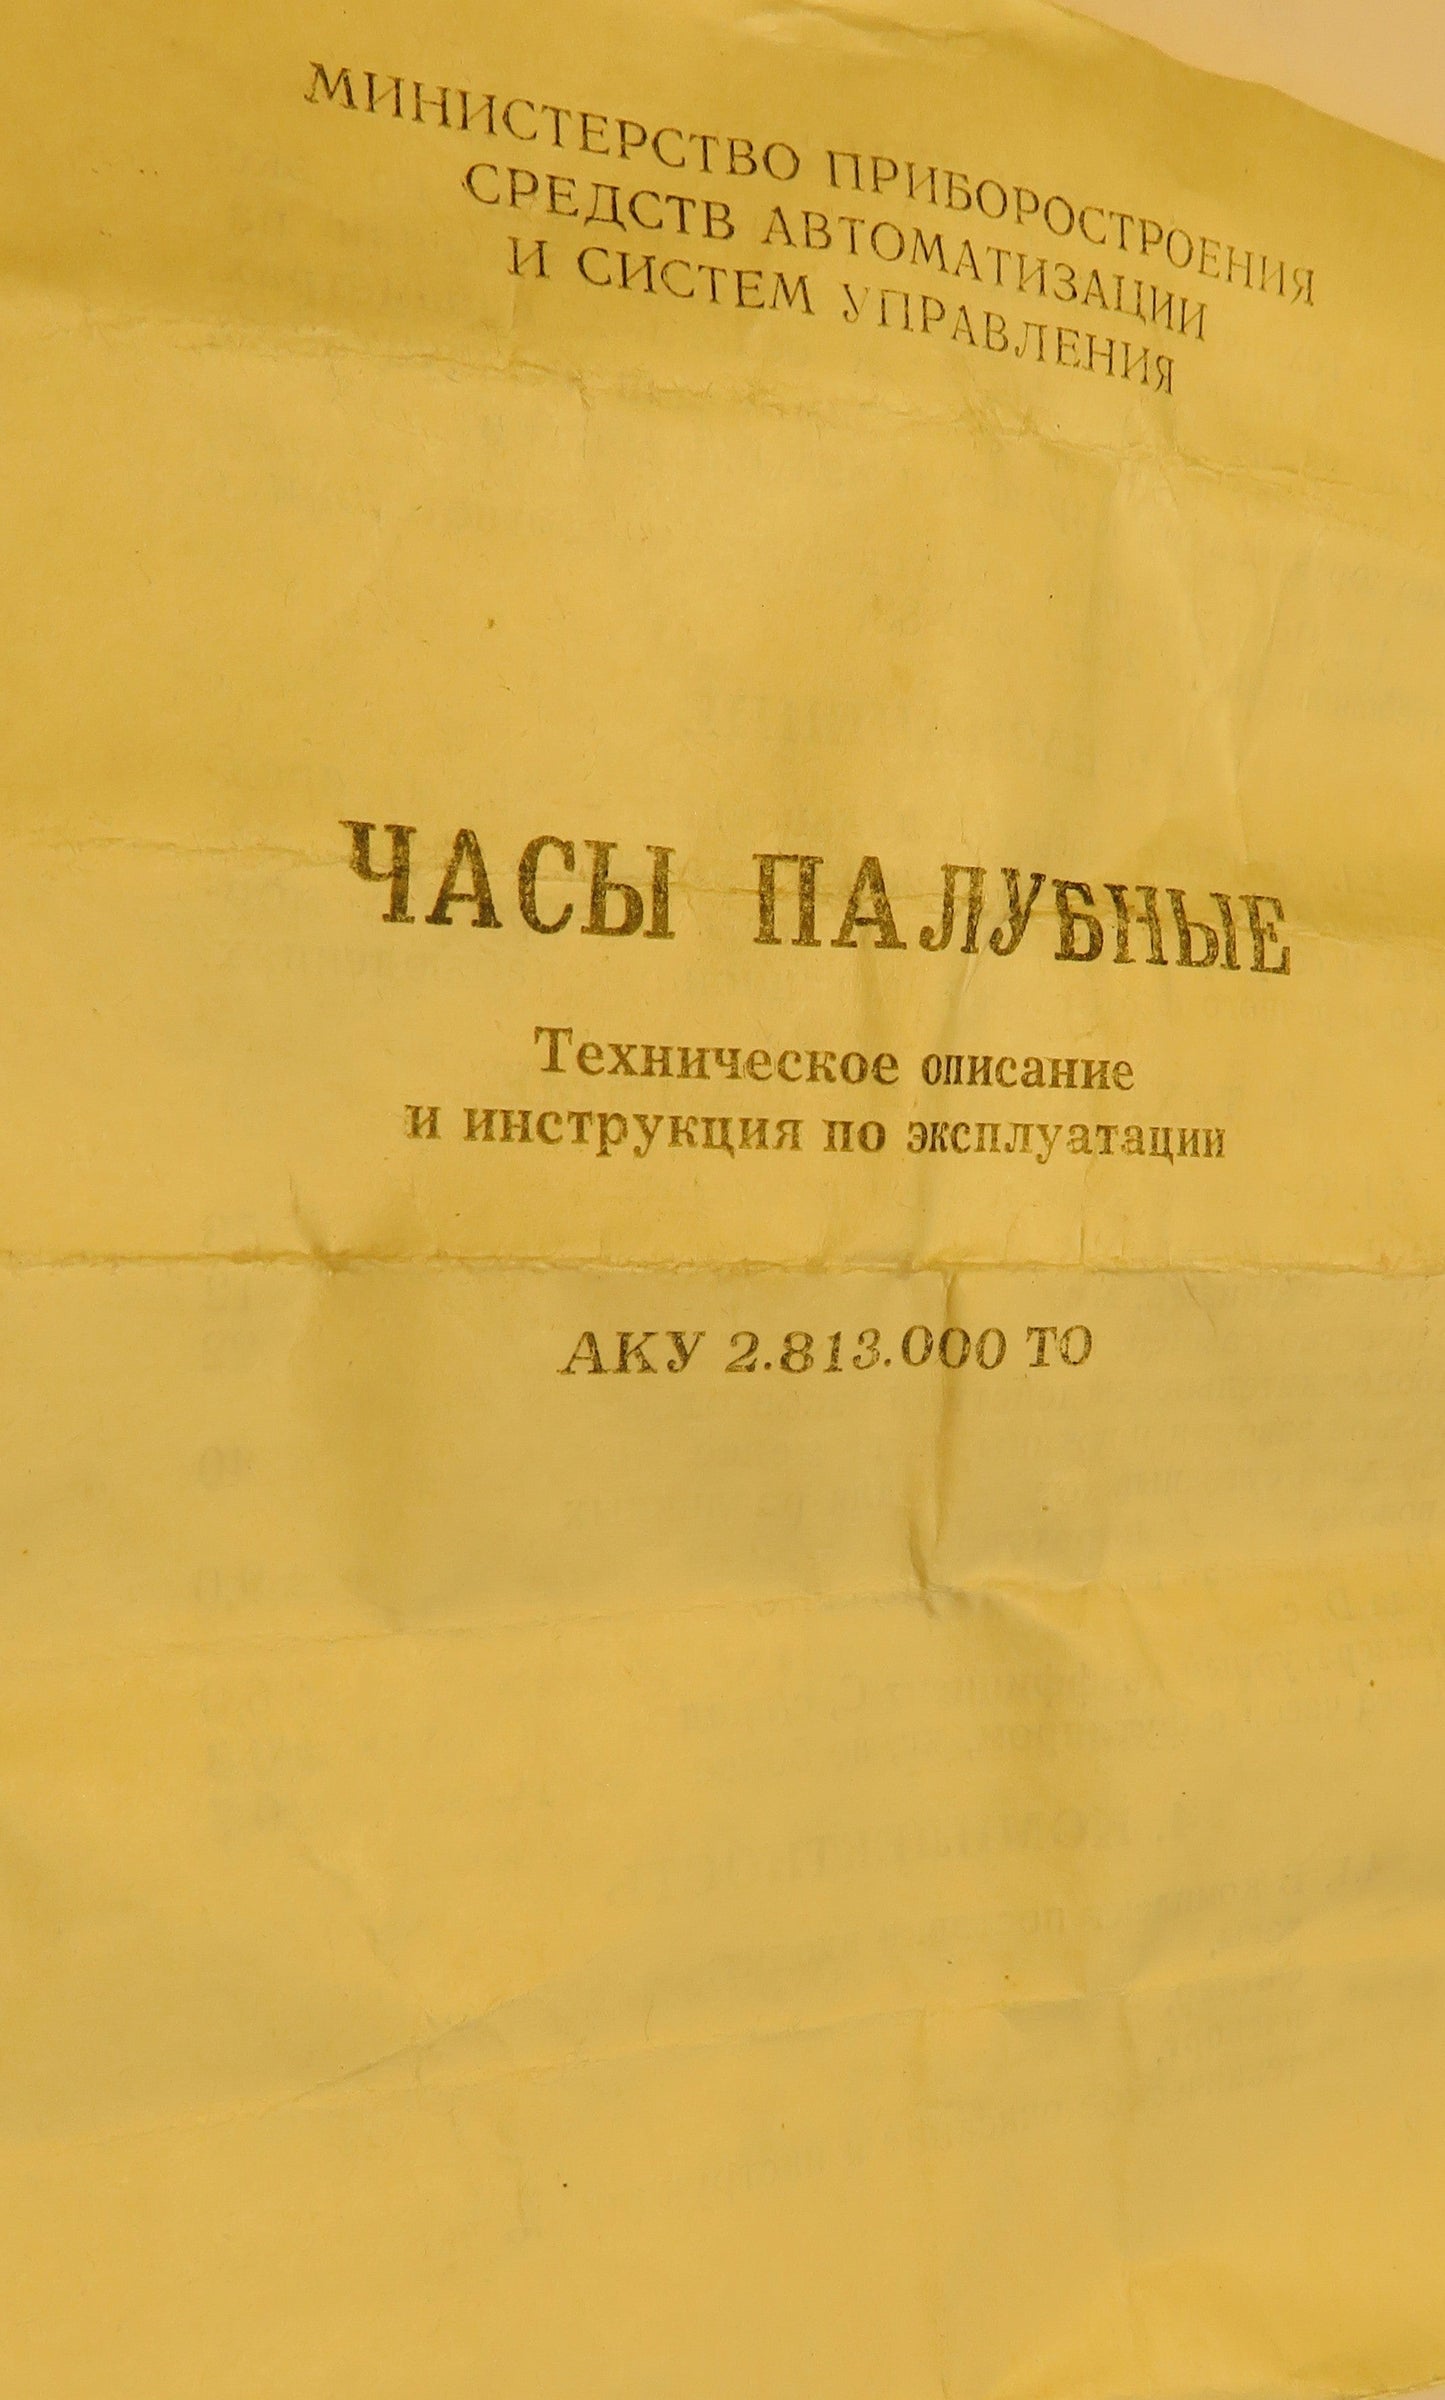 МИНИСТЕРСТВО ПРИБОРОСТРОЕНИЯ
СРЕДСТВ АВТОМАТИЗАЦИИ
И СИСТЕМ УПРАВЛЕНИЯ
ЧАСЫ ПАЛУБНЫЕ
Техническое описание
и инструкция по эксплуатации
АКУ 2.813.000 ТО